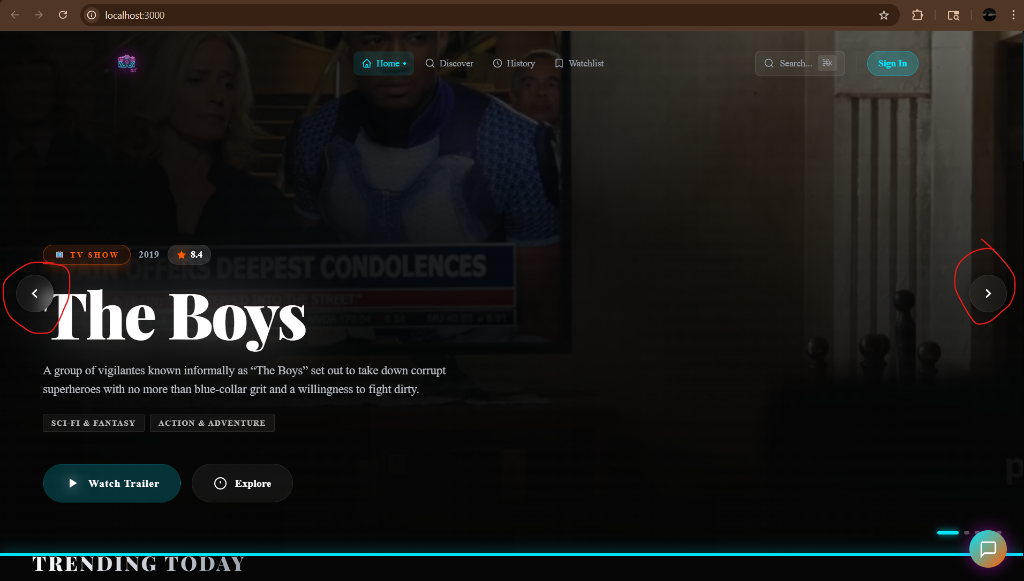 localhost:3000
Home
Discover
History
Watchlist
Search...
Sign In
TV SHOW
2019
8.4
OFFERS DEEPEST CONDOLENCES
STREET"
The Boys
A group of vigilantes known informally as “The Boys” set out to take down corrupt
superheroes with no more than blue-collar grit and a willingness to fight dirty.
SCI-FI & FANTASY
ACTION & ADVENTURE
Watch Trailer
Explore
TRENDING TODAY